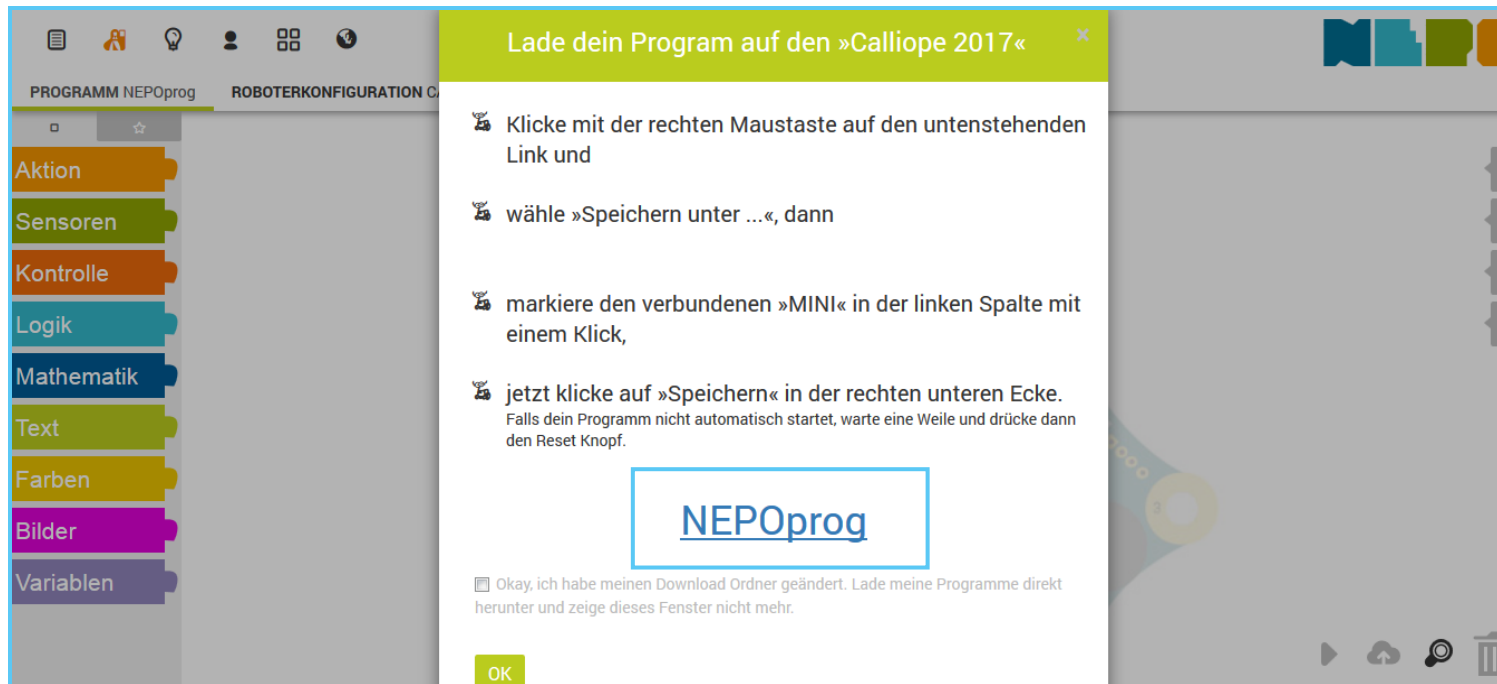 Lade dein Program auf den »Calliope 2017«
×
PROGRAMM NEPOprog
ROBOTERKONFIGURATION
Aktion
Sensoren
Kontrolle
Logik
Mathematik
Text
Farben
Bilder
Variablen
Klicke mit der rechten Maustaste auf den untenstehenden
Link und
wähle »Speichern unter ...«, dann
markiere den verbundenen »MINI« in der linken Spalte mit
einem Klick,
jetzt klicke auf »Speichern« in der rechten unteren Ecke.
Falls dein Programm nicht automatisch startet, warte eine Weile und drücke dann
den Reset Knopf.
NEPOprog
Okay, ich habe meinen Download Ordner geändert. Lade meine Programme direkt
herunter und zeige dieses Fenster nicht mehr.
OK
3